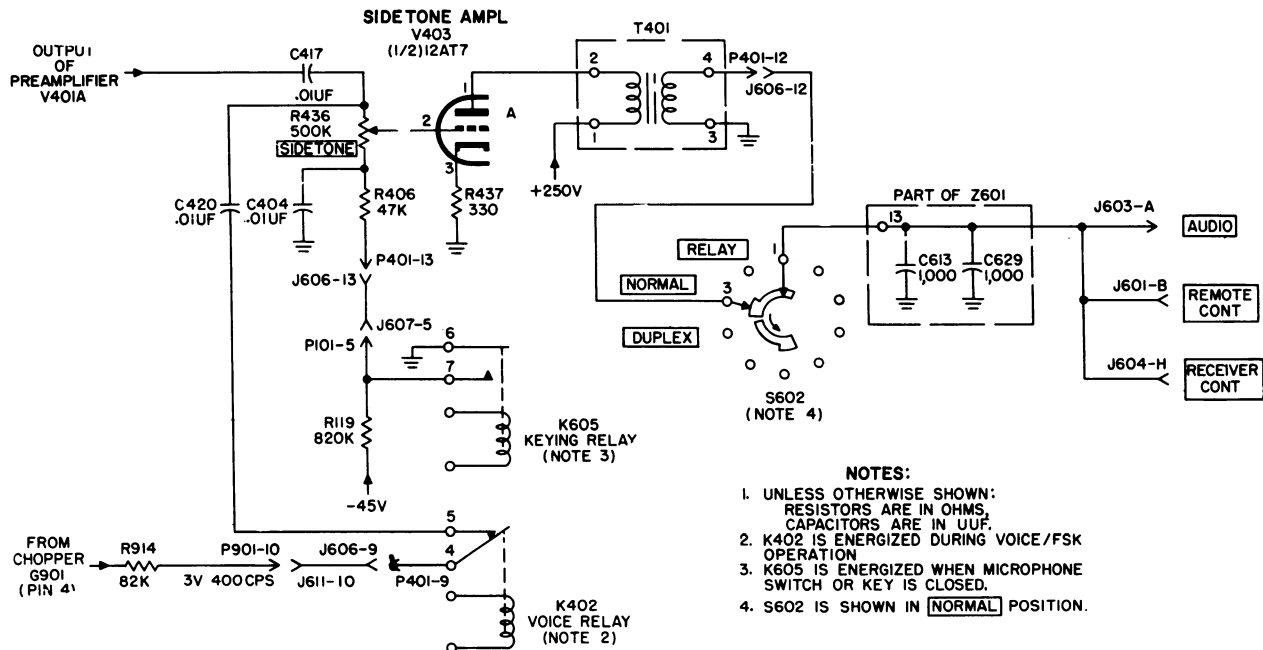 SIDETONE AMPL
V403
(1/2)12AT7
OUTPUT
OF
PREAMPLIFIER
V401A
C417
.01UF
R436
500K
SIDETONE
1
2
3
A
R437
330
C420
.01UF
C404
.01UF
R406
47K
P401-13
J606-13
J607-5
P101-5
R119
820K
-45V
6
7
K605
KEYING RELAY
(NOTE 3)
T401
2
1
4
3
+250V
P401-12
J606-12
RELAY
NORMAL
DUPLEX
1
3
S602
(NOTE 4)
PART OF Z601
13
C613
1,000
C629
1,000
J603-A
AUDIO
J601-B
REMOTE
CONT
J604-H
RECEIVER
CONT
FROM
CHOPPER
G901
(PIN 4)
R914
82K
P901-10
3V 400CPS
J611-10
J606-9
P401-9
5
4
K402
VOICE RELAY
(NOTE 2)
NOTES:
1. UNLESS OTHERWISE SHOWN:
RESISTORS ARE IN OHMS,
CAPACITORS ARE IN UUF.
2. K402 IS ENERGIZED DURING VOICE/FSK
OPERATION
3. K605 IS ENERGIZED WHEN MICROPHONE
SWITCH OR KEY IS CLOSED.
4. S602 IS SHOWN IN NORMAL POSITION.